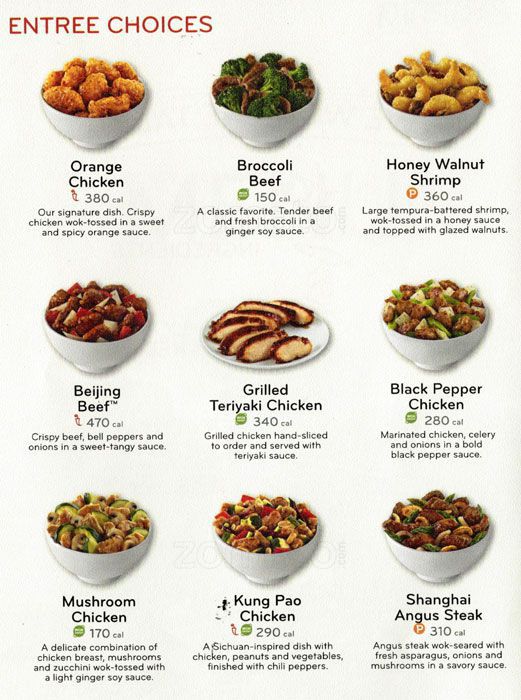 ENTREE CHOICES
Orange
Chicken
380 cal
Our signature dish. Crispy
chicken wok-tossed in a sweet
and spicy orange sauce.
Broccoli
Beef
150 cal
A classic favorite. Tender beef
and fresh broccoli in a
ginger soy sauce.
Honey Walnut
Shrimp
P 360 cal
Large tempura-battered shrimp,
wok-tossed in a honey sauce
and topped with glazed walnuts.
Beijing
Beef™
470 cal
Crispy beef, bell peppers and
onions in a sweet-tangy sauce.
Grilled
Teriyaki Chicken
340 cal
Grilled chicken hand-sliced
to order and served with
teriyaki sauce.
Black Pepper
Chicken
280 cal
Marinated chicken, celery
and onions in a bold
black pepper sauce.
Mushroom
Chicken
170 cal
A delicate combination of
chicken breast, mushrooms
and zucchini wok-tossed with
a light ginger soy sauce.
Kung Pao
Chicken
290 cal
A Sichuan-inspired dish with
chicken, peanuts and vegetables,
finished with chili peppers.
Shanghai
Angus Steak
P 310 cal
Angus steak wok-seared with
fresh asparagus, onions and
mushrooms in a savory sauce.